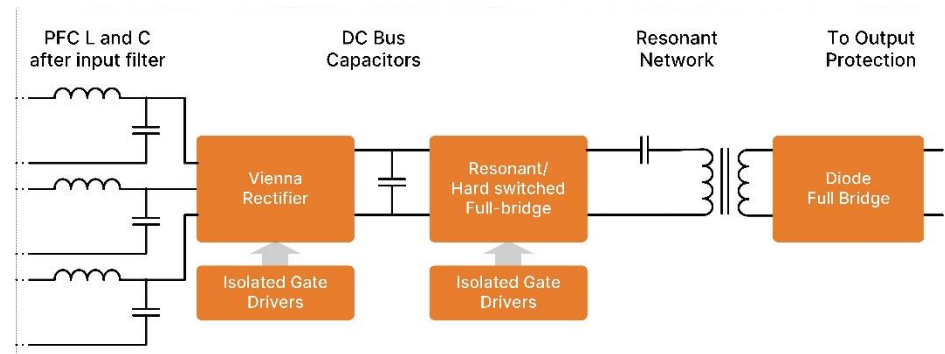 PFC L and C
after input filter
DC Bus
Capacitors
Resonant
Network
To Output
Protection
Vienna
Rectifier
Resonant/
Hard switched
Full-bridge
Diode
Full Bridge
Isolated Gate
Drivers
Isolated Gate
Drivers